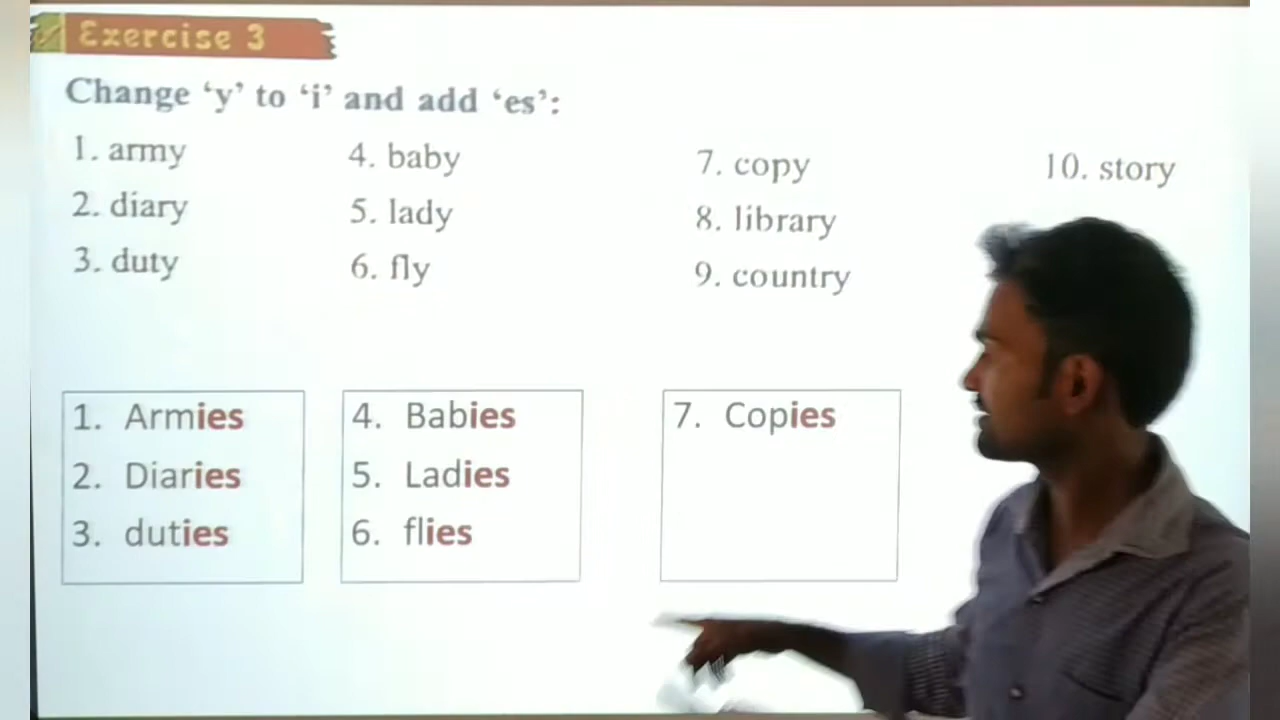 Exercise 3
Change ‘y’ to ‘i’ and add ‘es’:
1. army
2. diary
3. duty
4. baby
5. lady
6. fly
7. copy
8. library
9. country
10. story
1. Armies
2. Diaries
3. duties
4. Babies
5. Ladies
6. flies
7. Copies